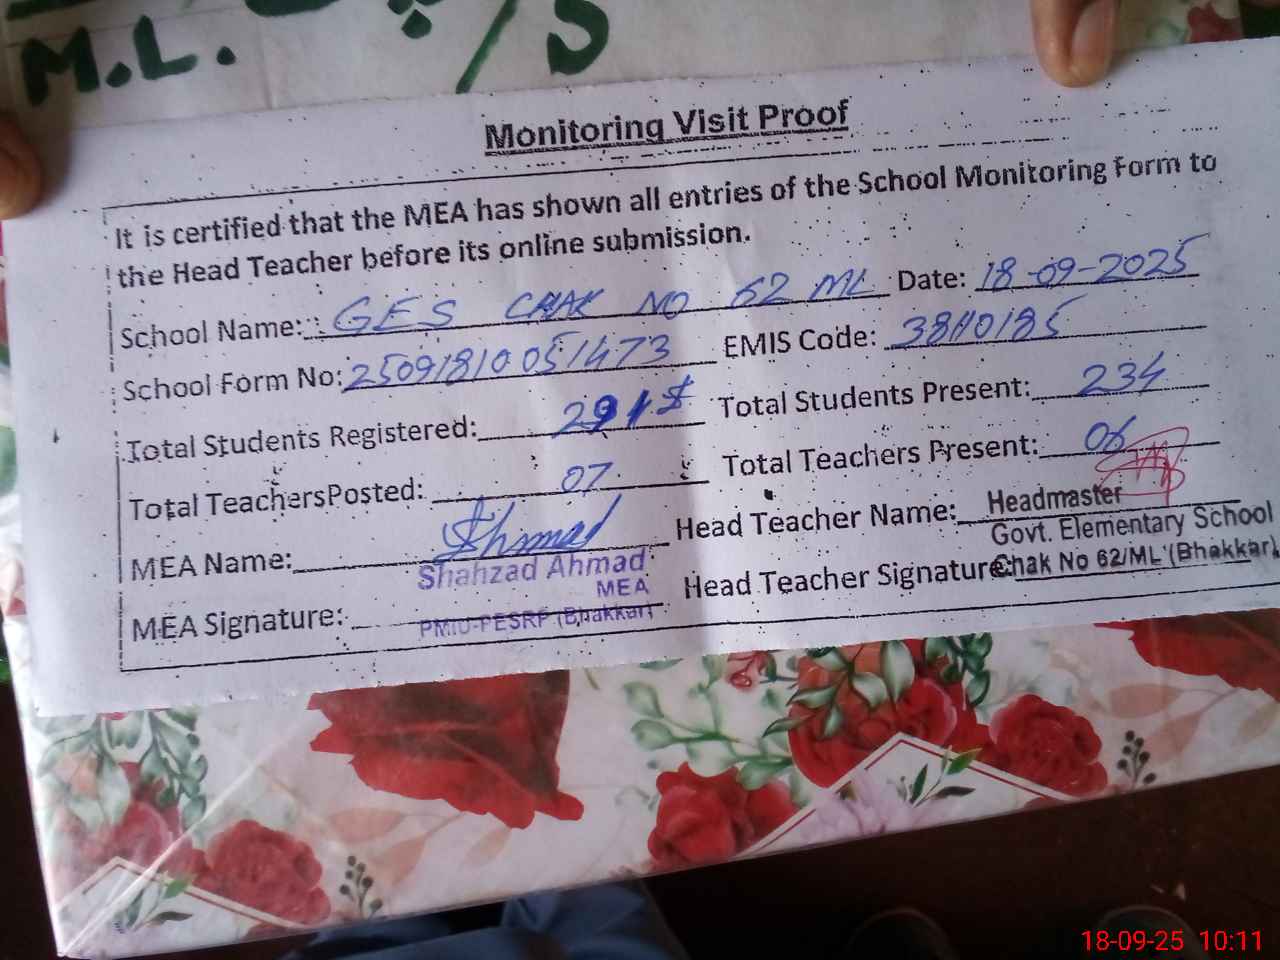 M.L. P/S
Monitoring Visit Proof
It is certified that the MEA has shown all entries of the School Monitoring Form to
the Head Teacher before its online submission.
School Name: GES CHAK NO 62 ML Date: 18-09-2025
School Form No: 25091810051473 EMIS Code: 38110185
Total Students Registered: 291 Total Students Present: 234
Total TeachersPosted: 07 Total Teachers Present: 06
MEA Name: Ahmad Head Teacher Name: Headmaster
Govt. Elementary School
Shahzad Ahmad
MEA
MEA Signature: PMIU-PESRP (Bhakkar) Head Teacher Signature: Chak No 62/ML (Bhakkar)
18-09-25 10:11